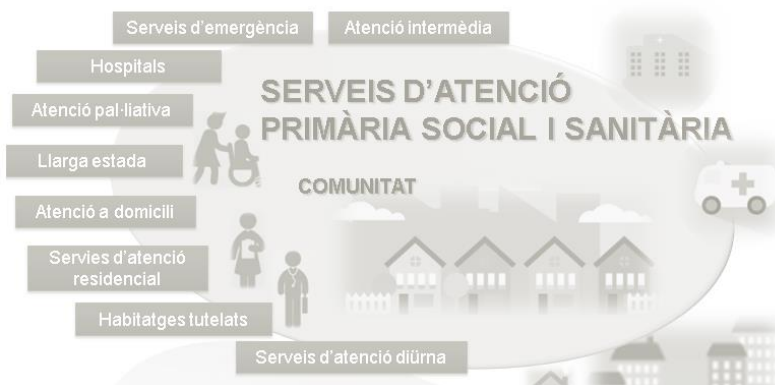 Serveis d'emergència
Atenció intermèdia
Hospitals
SERVEIS D'ATENCIÓ
PRIMÀRIA SOCIAL I SANITÀRIA
Atenció pal·liativa
Llarga estada
COMUNITAT
Atenció a domicili
Servies d'atenció
residencial
Habitatges tutelats
Serveis d'atenció diürna